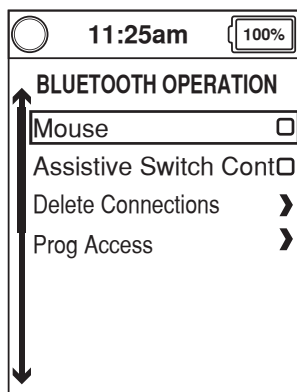 11:25am 100%
BLUETOOTH OPERATION
Mouse
Assistive Switch Cont
Delete Connections
Prog Access